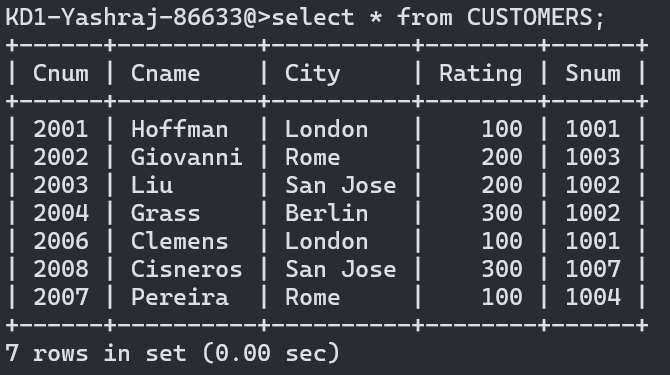 KD1-Yashraj-86633@>select * from CUSTOMERS;
+------+----------+----------+--------+------+
| Cnum | Cname    | City     | Rating | Snum |
+------+----------+----------+--------+------+
| 2001 | Hoffman  | London   |    100 | 1001 |
| 2002 | Giovanni | Rome     |    200 | 1003 |
| 2003 | Liu      | San Jose |    200 | 1002 |
| 2004 | Grass    | Berlin   |    300 | 1002 |
| 2006 | Clemens  | London   |    100 | 1001 |
| 2008 | Cisneros | San Jose |    300 | 1007 |
| 2007 | Pereira  | Rome     |    100 | 1004 |
+------+----------+----------+--------+------+
7 rows in set (0.00 sec)